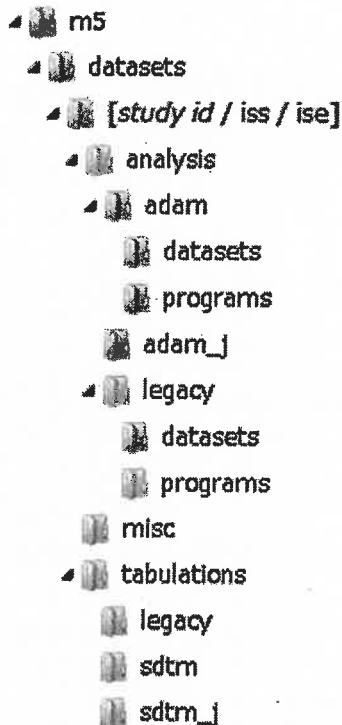 m5
datasets
[study id / iss / ise]
analysis
adam
datasets
programs
adam_j
legacy
datasets
programs
misc
tabulations
legacy
sdtm
sdtm_j